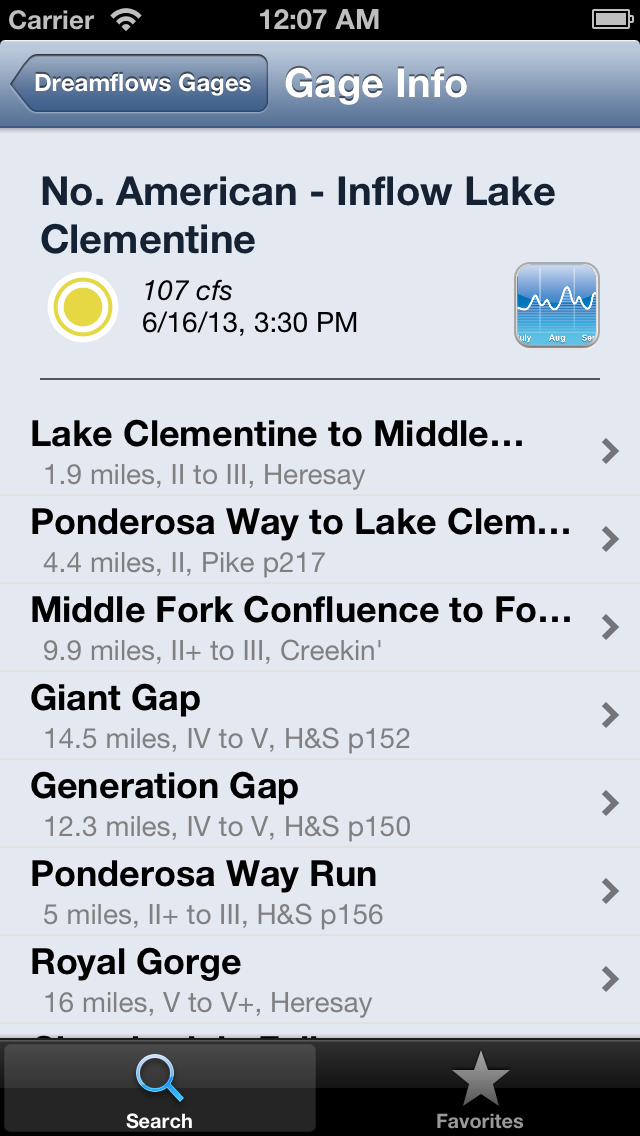 Carrier 12:07 AM
Dreamflows Gages Gage Info
No. American - Inflow Lake
Clementine
107 cfs
6/16/13, 3:30 PM
July Aug Se
Lake Clementine to Middle...
1.9 miles, II to III, Heresay
Ponderosa Way to Lake Clem...
4.4 miles, II, Pike p217
Middle Fork Confluence to Fo...
9.9 miles, II+ to III, Creekin'
Giant Gap
14.5 miles, IV to V, H&S p152
Generation Gap
12.3 miles, IV to V, H&S p150
Ponderosa Way Run
5 miles, II+ to III, H&S p156
Royal Gorge
16 miles, V to V+, Heresay
Search Favorites